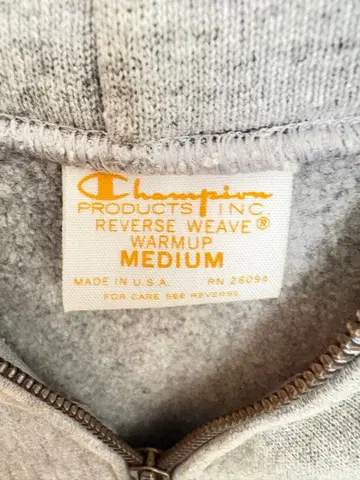 Champion
PRODUCTS INC.
REVERSE WEAVE®
WARMUP
MEDIUM
MADE IN U.S.A. RN 26094
FOR CARE SEE REVERSE